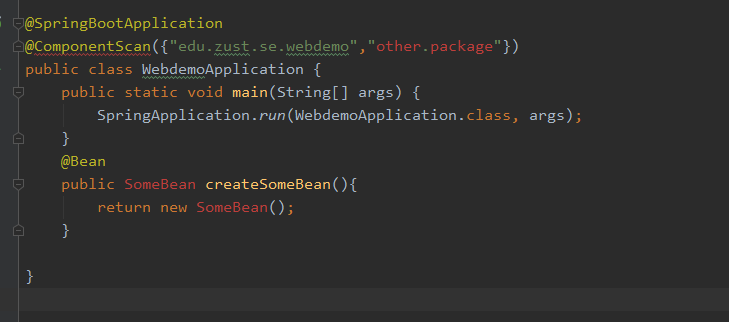 @SpringBootApplication
@ComponentScan({"edu.zust.se.webdemo","other.package"})
public class WebdemoApplication {
    public static void main(String[] args) {
        SpringApplication.run(WebdemoApplication.class, args);
    }
    @Bean
    public SomeBean createSomeBean(){
        return new SomeBean();
    }
}